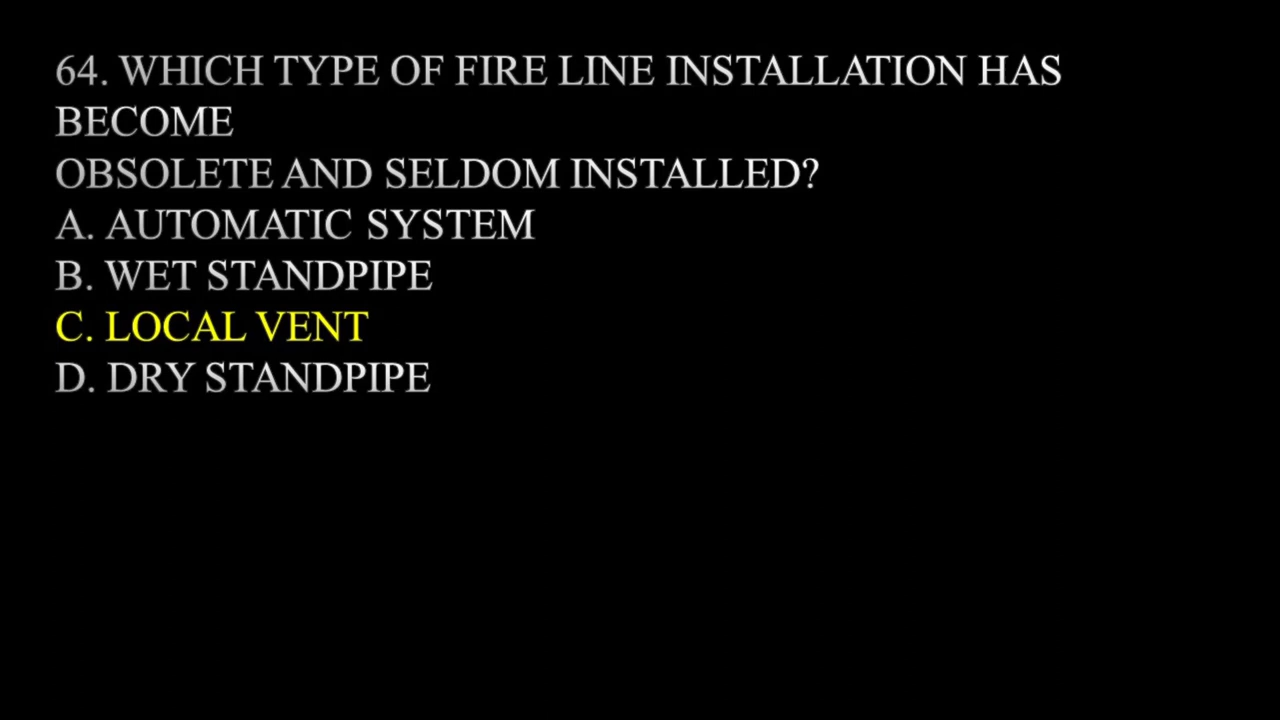 64. WHICH TYPE OF FIRE LINE INSTALLATION HAS
BECOME
OBSOLETE AND SELDOM INSTALLED?
A. AUTOMATIC SYSTEM
B. WET STANDPIPE
C. LOCAL VENT
D. DRY STANDPIPE